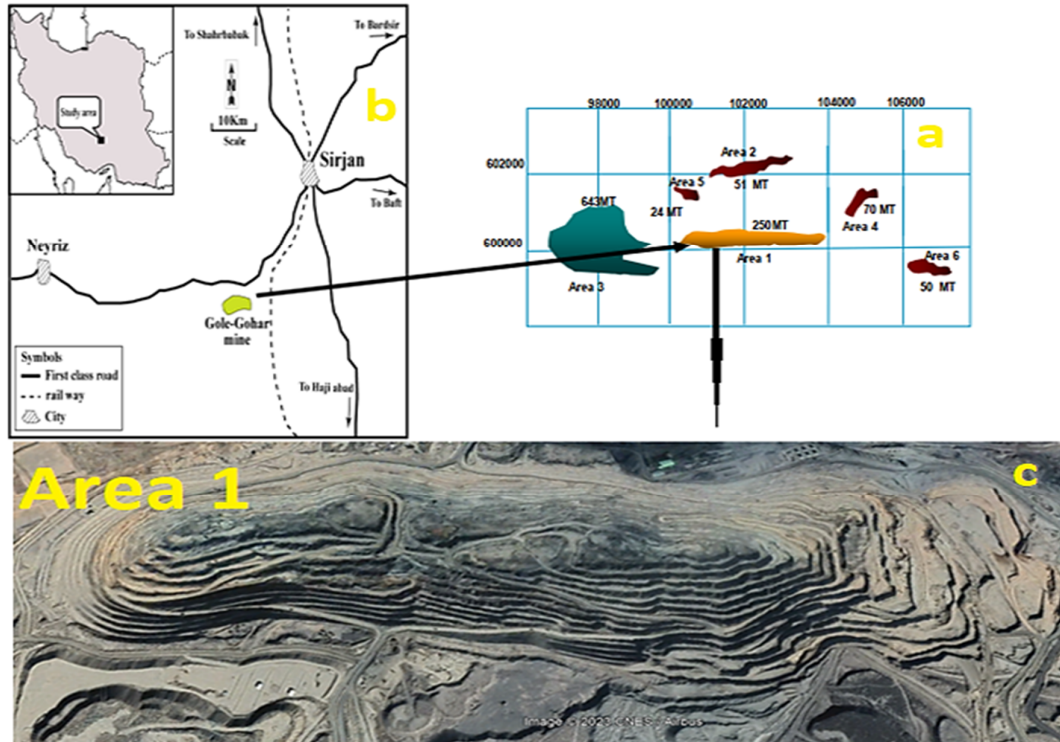 To Shahrbabuk
To Bardsir
Study area
N
10Km
Scale
b
Sirjan
To Baft
Neyriz
Gole-Gohar
mine
Symbols
First class road
rail way
City
To Haji abad
98000
100000
102000
104000
106000
a
602000
600000
Area 2
51 MT
Area 5
24 MT
643MT
Area 3
250MT
Area 1
70 MT
Area 4
Area 6
50 MT
Area 1
c
Image © 2023 CNES / Airbus